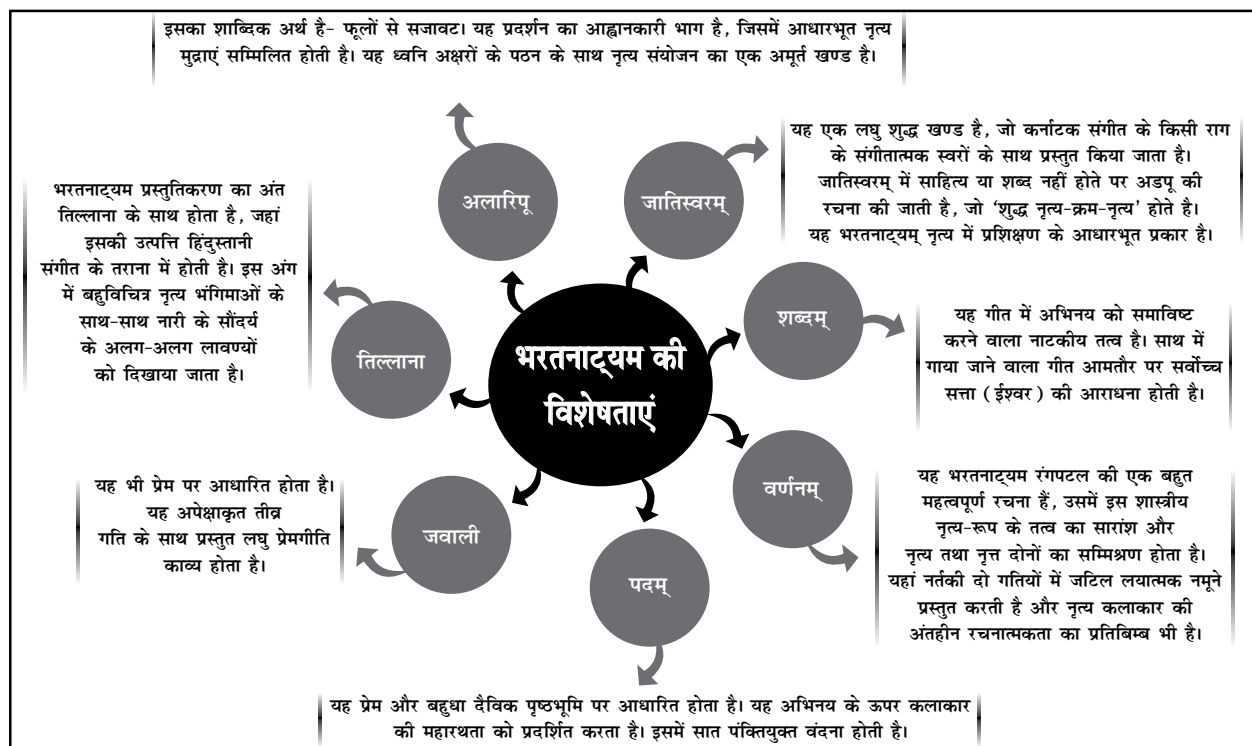 इसका शाब्दिक अर्थ है- फूलों से सजावट। यह प्रदर्शन का आह्वानकारी भाग है, जिसमें आधारभूत नृत्य
मुद्राएं सम्मिलित होती है। यह ध्वनि अक्षरों के पठन के साथ नृत्य संयोजन का एक अमूर्त खण्ड है।
अलारिपू
जातिस्वरम्
यह एक लघु शुद्ध खण्ड है, जो कर्नाटक संगीत के किसी राग
के संगीतात्मक स्वरों के साथ प्रस्तुत किया जाता है।
जातिस्वरम् में साहित्य या शब्द नहीं होते पर अडपू की
रचना की जाती है, जो ‘शुद्ध नृत्य-क्रम-नृत्य’ होते है।
यह भरतनाट्यम् नृत्य में प्रशिक्षण के आधारभूत प्रकार है।
भरतनाट्यम प्रस्तुतिकरण का अंत
तिल्लाना के साथ होता है, जहां
इसकी उत्पत्ति हिंदुस्तानी
संगीत के तराना में होती है। इस अंग
में बहुविचित्र नृत्य भंगिमाओं के
साथ-साथ नारी के सौंदर्य
के अलग-अलग लावण्यों
को दिखाया जाता है।
तिल्लाना
भरतनाट्यम की
विशेषताएं
शब्दम्
यह गीत में अभिनय को समाविष्ट
करने वाला नाटकीय तत्व है। साथ में
गाया जाने वाला गीत आमतौर पर सर्वोच्च
सत्ता (ईश्वर) की आराधना होती है।
वर्णनम्
यह भरतनाट्यम रंगपटल की एक बहुत
महत्वपूर्ण रचना हैं, उसमें इस शास्त्रीय
नृत्य-रूप के तत्व का सारांश और
नृत्य तथा नृत्त दोनों का सम्मिश्रण होता है।
यहां नर्तकी दो गतियों में जटिल लयात्मक नमूने
प्रस्तुत करती है और नृत्य कलाकार की
अंतहीन रचनात्मकता का प्रतिबिम्ब भी है।
यह भी प्रेम पर आधारित होता है।
यह अपेक्षाकृत तीव्र
गति के साथ प्रस्तुत लघु प्रेमगीति
काव्य होता है।
जवाली
पदम्
यह प्रेम और बहुधा दैविक पृष्ठभूमि पर आधारित होता है। यह अभिनय के ऊपर कलाकार
की महारथता को प्रदर्शित करता है। इसमें सात पंक्तियुक्त वंदना होती है।